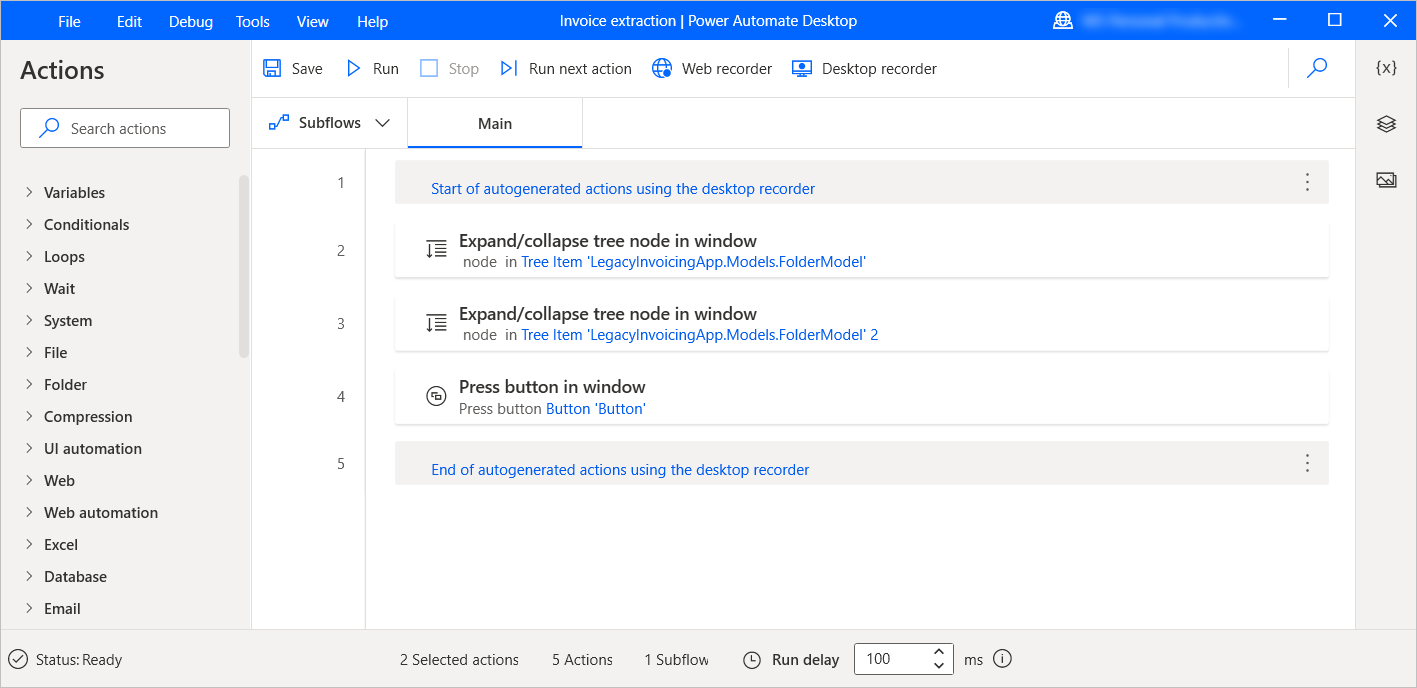 File Edit Debug Tools View Help Invoice extraction | Power Automate Desktop
Actions
Save Run Stop Run next action Web recorder Desktop recorder {x}
Search actions
Subflows Main
Variables
Conditionals
Loops
Wait
System
File
Folder
Compression
UI automation
Web
Web automation
Excel
Database
Email
1 Start of autogenerated actions using the desktop recorder
2 Expand/collapse tree node in window
node in Tree Item 'LegacyInvoicingApp.Models.FolderModel'
3 Expand/collapse tree node in window
node in Tree Item 'LegacyInvoicingApp.Models.FolderModel' 2
4 Press button in window
Press button Button 'Button'
5 End of autogenerated actions using the desktop recorder
Status: Ready 2 Selected actions 5 Actions 1 Subflow Run delay 100 ms